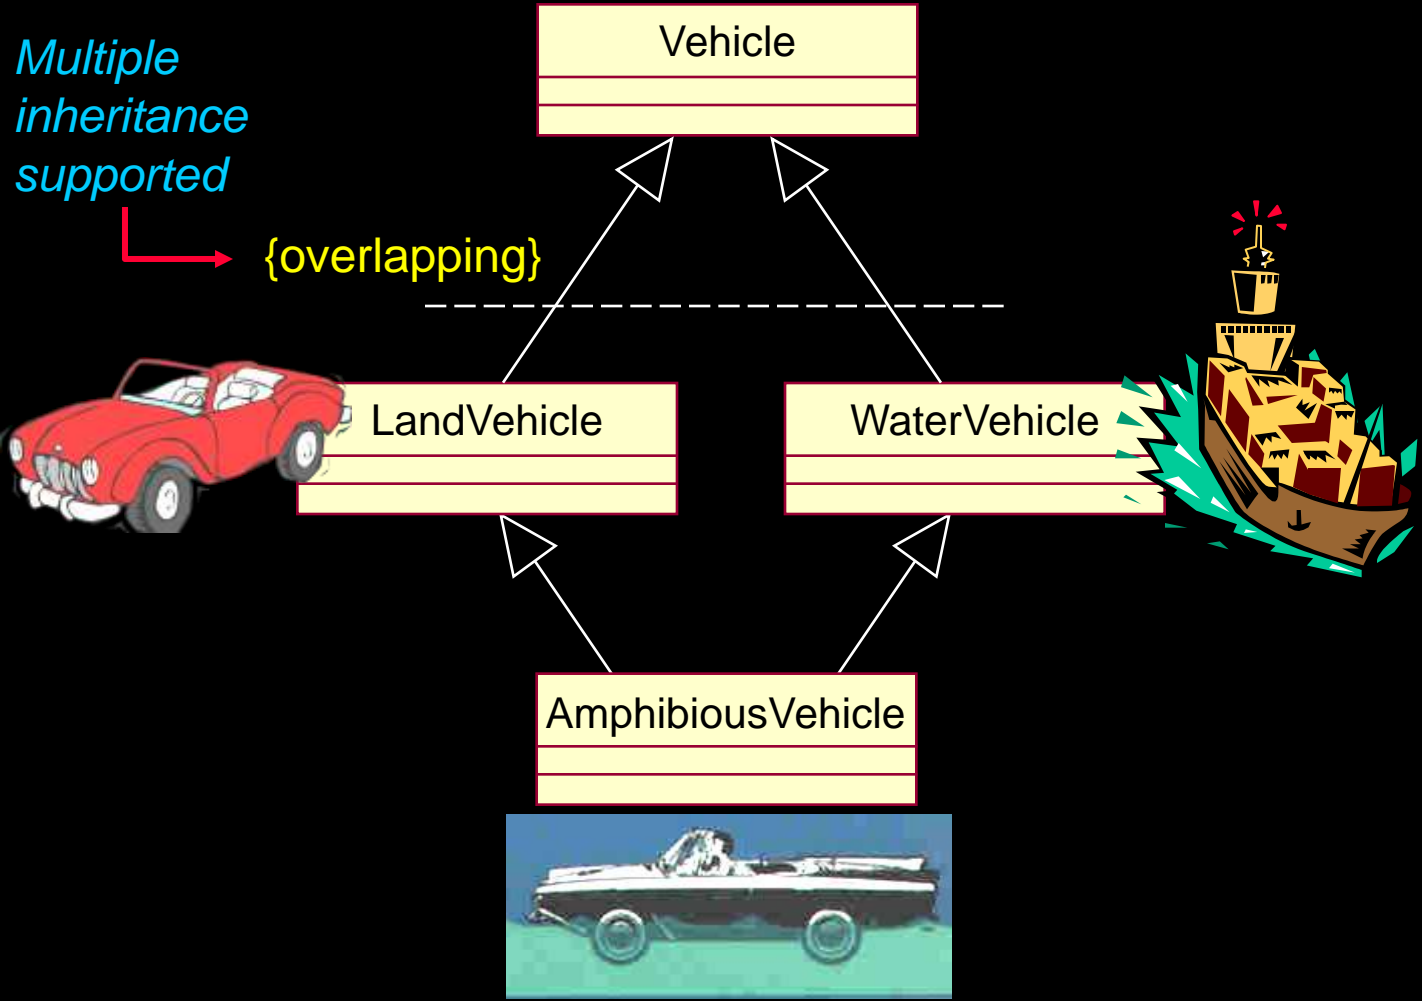 Vehicle
Multiple
inheritance
supported
{overlapping}
LandVehicle
WaterVehicle
AmphibiousVehicle